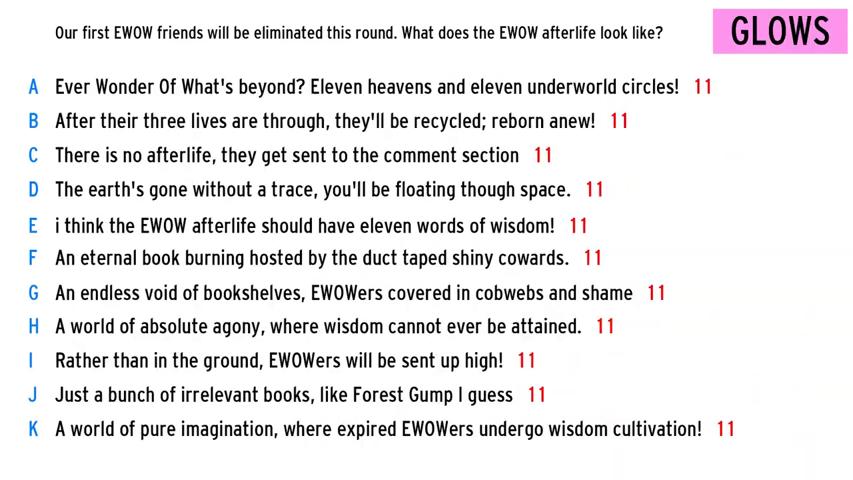 Our first EWOW friends will be eliminated this round. What does the EWOW afterlife look like?
GLOWS
A Ever Wonder Of What's beyond? Eleven heavens and eleven underworld circles! 11
B After their three lives are through, they'll be recycled; reborn anew! 11
C There is no afterlife, they get sent to the comment section 11
D The earth's gone without a trace, you'll be floating though space. 11
E i think the EWOW afterlife should have eleven words of wisdom! 11
F An eternal book burning hosted by the duct taped shiny cowards. 11
G An endless void of bookshelves, EWOWers covered in cobwebs and shame 11
H A world of absolute agony, where wisdom cannot ever be attained. 11
I Rather than in the ground, EWOWers will be sent up high! 11
J Just a bunch of irrelevant books, like Forest Gump I guess 11
K A world of pure imagination, where expired EWOWers undergo wisdom cultivation! 11